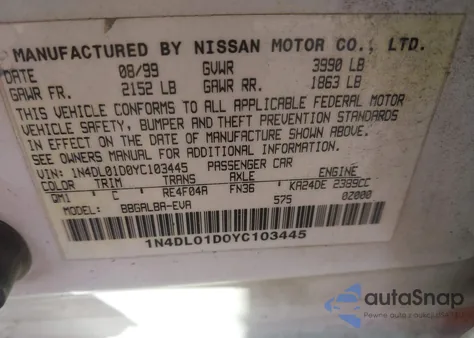 MANUFACTURED BY NISSAN MOTOR CO., LTD.
DATE 08/99 GVWR 3990 LB
GAWR FR. 2152 LB GAWR RR. 1863 LB
THIS VEHICLE CONFORMS TO ALL APPLICABLE FEDERAL MOTOR
VEHICLE SAFETY, BUMPER AND THEFT PREVENTION STANDARDS
IN EFFECT ON THE DATE OF MANUFACTURE SHOWN ABOVE.
SEE OWNERS MANUAL FOR ADDITIONAL INFORMATION
VIN: 1N4DL01D0YC103445 PASSENGER CAR
COLOR TRIM TRANS AXLE ENGINE
QM1 C RE4F04A FN36 KA24DE 2389CC
MODEL: BBGALBA-EVA 575 02000
1N4DL01D0YC103445
autoSnap